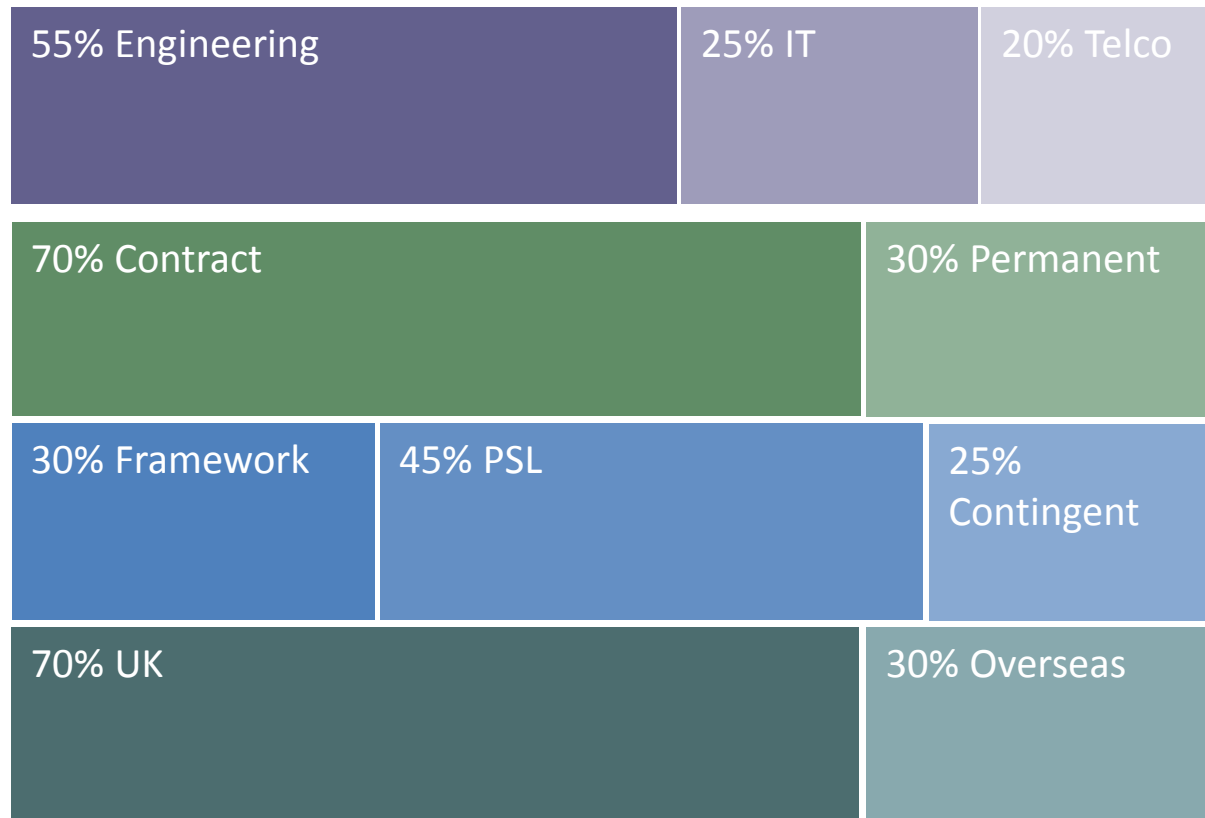 55% Engineering
25% IT
20% Telco
70% Contract
30% Permanent
30% Framework
45% PSL
25%
Contingent
70% UK
30% Overseas